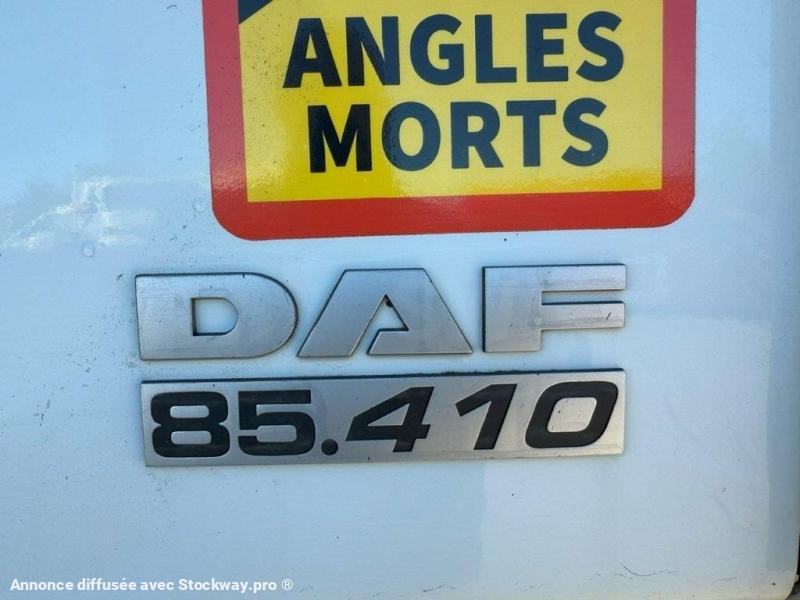 ANGLES
MORTS
DAF
85.410
Annonce diffusée avec Stockway.pro ®